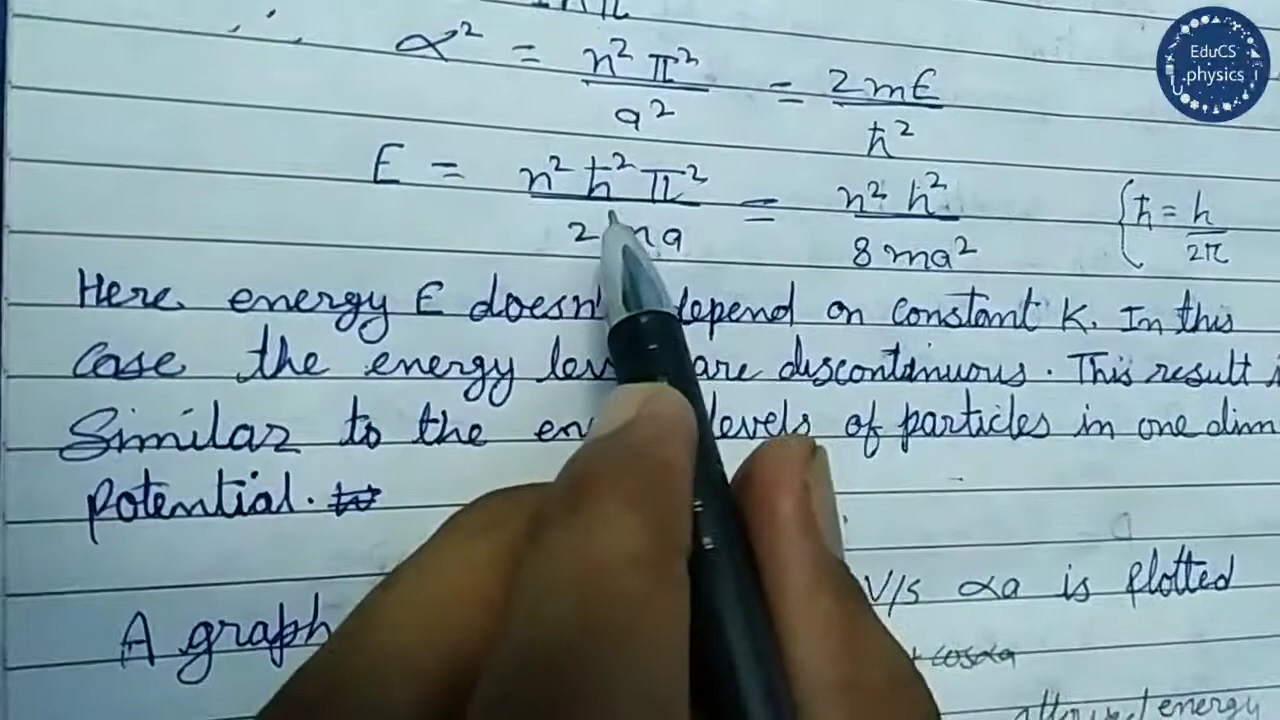 EduCS
physics
∴ α² = n²π²/a² = 2mE/ħ²
E = n²ħ²π²/2ma = n²h²/8ma² {ħ = h/2π
Here energy E doesn' depend on constant K. In this
case the energy are discontinuous. This result
Similar to the levels of particles in one dim
potential.
A graph V/s αa is plotted
cosαa
energy